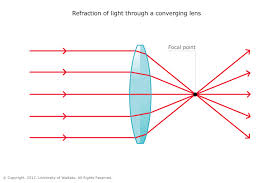 Refraction of light through a converging lens
Focal point
© Copyright. 2012. University of Waikato. All Rights Reserved.